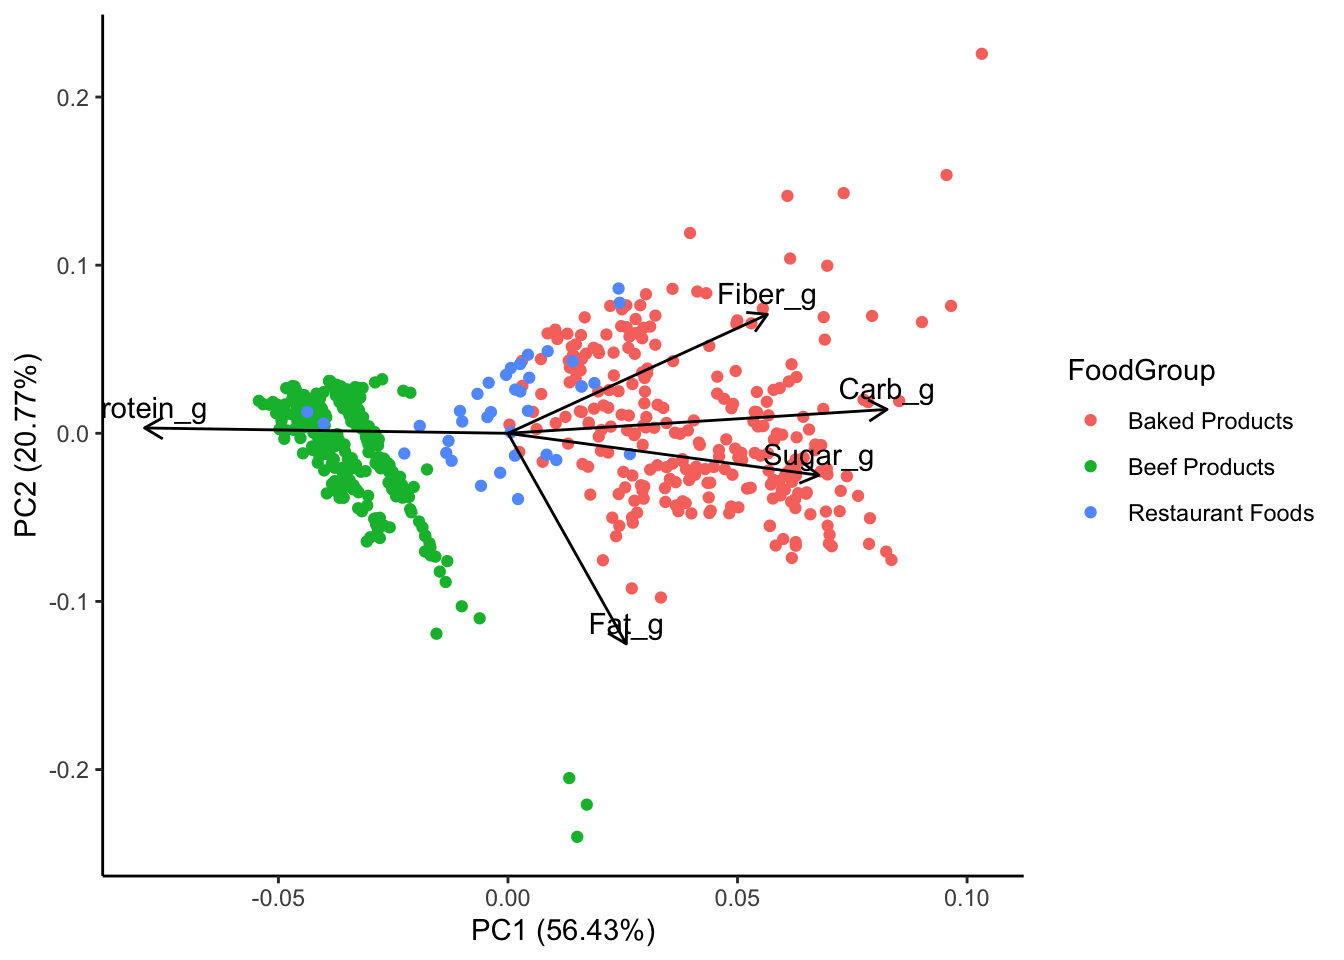 0.2
0.1
0.0
-0.1
-0.2
PC2 (20.77%)
Fiber_g
Carb_g
rotein_g
Sugar_g
Fat_g
-0.05
0.00
0.05
0.10
PC1 (56.43%)
FoodGroup
Baked Products
Beef Products
Restaurant Foods